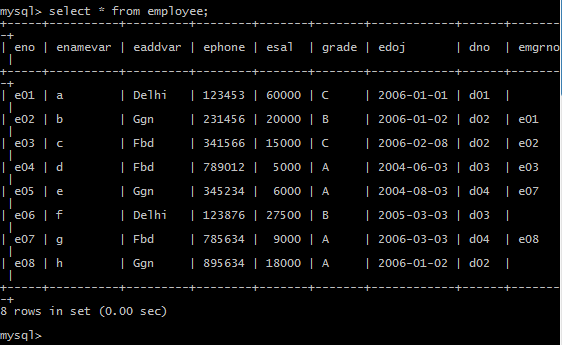 mysql> select * from employee;
+-----+----------+---------+--------+-------+-------+------------+------+-------
-+
| eno | enamevar | eaddvar | ephone | esal  | grade | edoj       | dno  | emgrno
 |
+-----+----------+---------+--------+-------+-------+------------+------+-------
-+
| e01 | a        | Delhi   | 123453 | 60000 | C     | 2006-01-01 | d01  |
 |
| e02 | b        | Ggn     | 231456 | 20000 | B     | 2006-01-02 | d02  | e01
 |
| e03 | c        | Fbd     | 341566 | 15000 | C     | 2006-02-08 | d02  | e02
 |
| e04 | d        | Fbd     | 789012 |  5000 | A     | 2004-06-03 | d03  | e03
 |
| e05 | e        | Ggn     | 345234 |  6000 | A     | 2004-08-03 | d04  | e07
 |
| e06 | f        | Delhi   | 123876 | 27500 | B     | 2005-03-03 | d03  |
 |
| e07 | g        | Fbd     | 785634 |  9000 | A     | 2006-03-03 | d04  | e08
 |
| e08 | h        | Ggn     | 895634 | 18000 | A     | 2006-01-02 | d02  |
 |
+-----+----------+---------+--------+-------+-------+------------+------+-------
-+
8 rows in set (0.00 sec)
mysql>